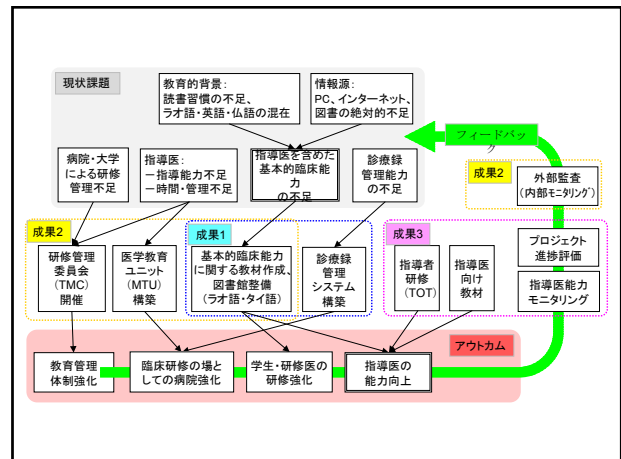 現状課題
教育的背景:
読書習慣の不足、
ラオ語・英語・仏語の混在
情報源:
PC、インターネット、
図書の絶対的不足
フィードバッ
ク
病院・大学
による研修
管理不足
指導医:
ー指導能力不足
ー時間・管理不足
指導医を含めた
基本的臨床能
力
の不足
診療録
管理能力
の不足
成果2
外部監査
(内部モニタリング)
成果2
研修管理
委員会
(TMC)
開催
医学教育
ユニット
(MTU)
構築
成果1
基本的臨床能力
に関する教材作成、
図書館整備
(ラオ語・タイ語)
診療録
管理
システム
構築
成果3
指導者
研修
(TOT)
指導医
向け
教材
プロジェクト
進捗評価
指導医能力
モニタリング
アウトカム
教育管理
体制強化
臨床研修の場と
しての病院強化
学生・研修医の
研修強化
指導医の
能力向上